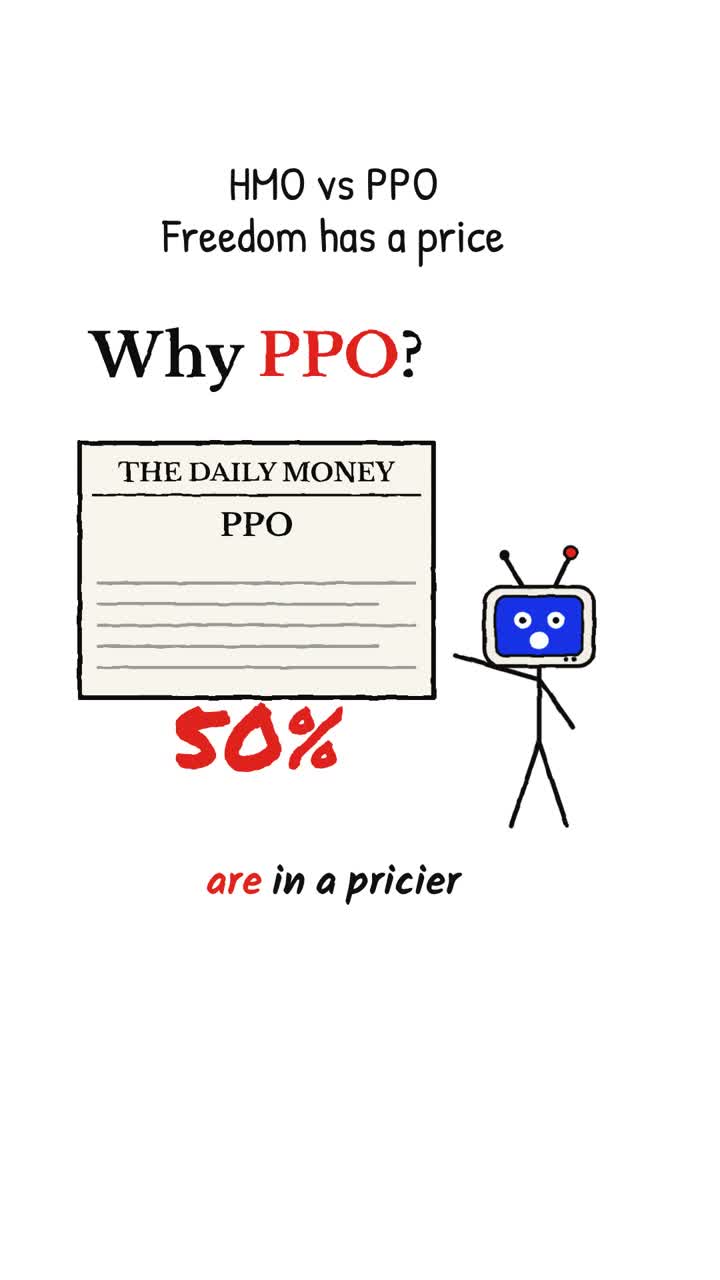 HMO vs PPO
Freedom has a price
Why PPO?
THE DAILY MONEY
PPO
50%
are in a pricier